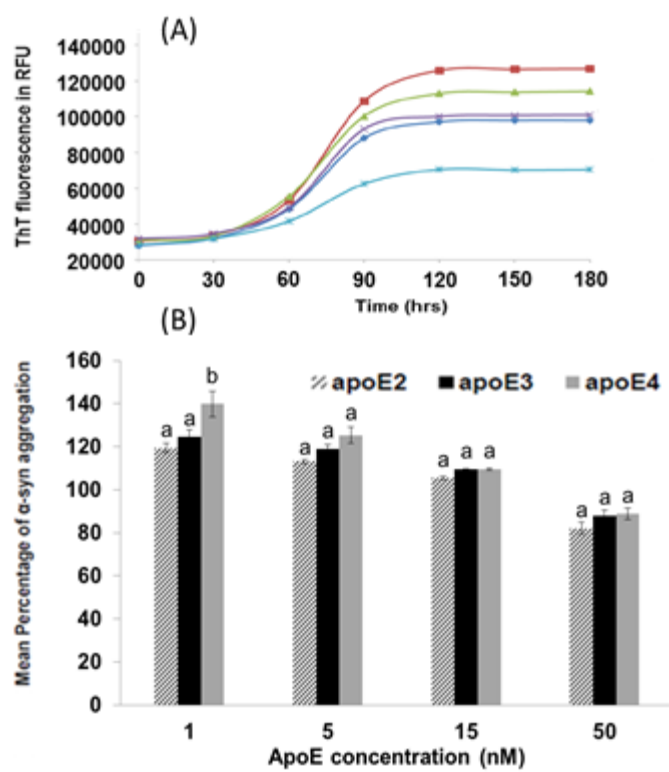 (A)
ThT fluorescence in RFU
140000
120000
100000
80000
60000
40000
20000
0 30 60 90 120 150 180
Time (hrs)
(B)
Mean Percentage of α-syn aggregation
160
140
120
100
80
60
40
20
0
apoE2 apoE3 apoE4
a a b
a a a
a a a
a a a
1 5 15 50
ApoE concentration (nM)